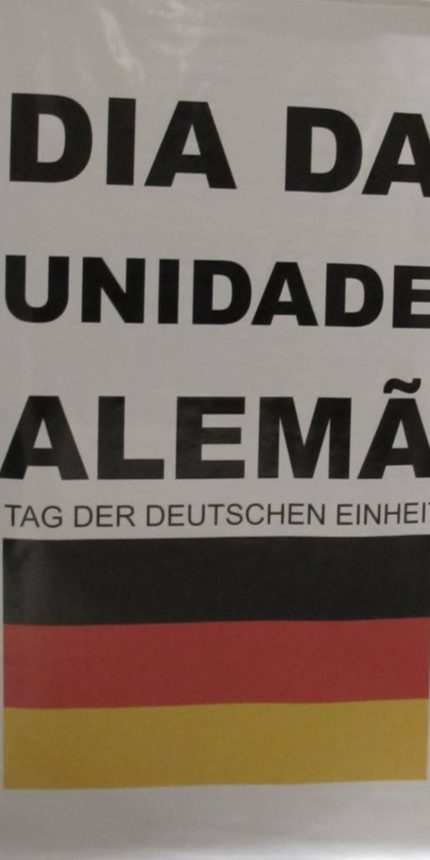 DIA DA
UNIDADE
ALEMÃ
TAG DER DEUTSCHEN EINHEIT